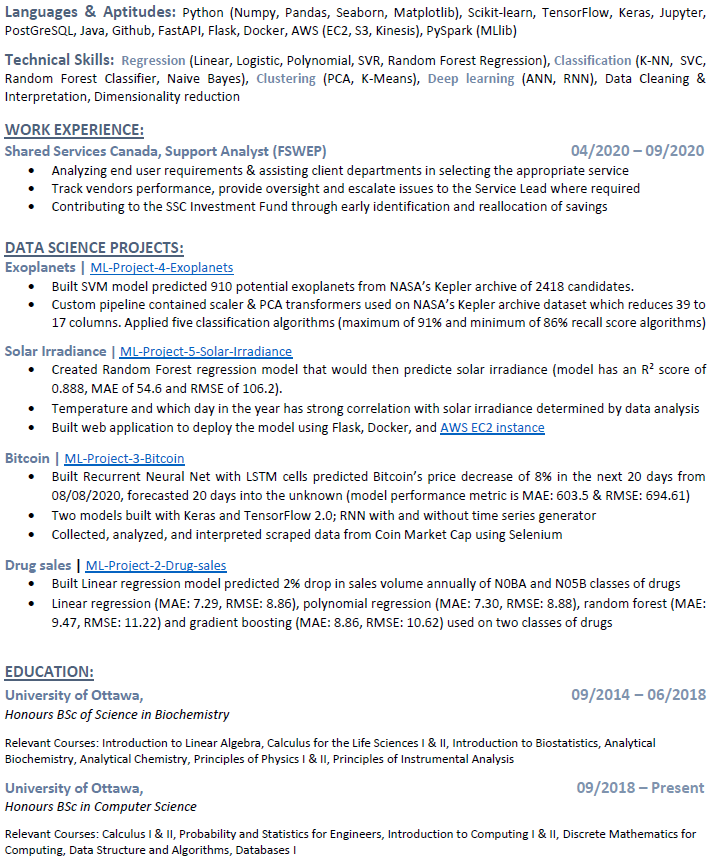 Languages & Aptitudes: Python (Numpy, Pandas, Seaborn, Matplotlib), Scikit-learn, TensorFlow, Keras, Jupyter,
PostGreSQL, Java, Github, FastAPI, Flask, Docker, AWS (EC2, S3, Kinesis), PySpark (MLlib)
Technical Skills: Regression (Linear, Logistic, Polynomial, SVR, Random Forest Regression), Classification (K-NN, SVC,
Random Forest Classifier, Naive Bayes), Clustering (PCA, K-Means), Deep learning (ANN, RNN), Data Cleaning &
Interpretation, Dimensionality reduction
WORK EXPERIENCE:
Shared Services Canada, Support Analyst (FSWEP) 04/2020 – 09/2020
• Analyzing end user requirements & assisting client departments in selecting the appropriate service
• Track vendors performance, provide oversight and escalate issues to the Service Lead where required
• Contributing to the SSC Investment Fund through early identification and reallocation of savings
DATA SCIENCE PROJECTS:
Exoplanets | ML-Project-4-Exoplanets
• Built SVM model predicted 910 potential exoplanets from NASA's Kepler archive of 2418 candidates.
• Custom pipeline contained scaler & PCA transformers used on NASA's Kepler archive dataset which reduces 39 to
17 columns. Applied five classification algorithms (maximum of 91% and minimum of 86% recall score algorithms)
Solar Irradiance | ML-Project-5-Solar-Irradiance
• Created Random Forest regression model that would then predicte solar irradiance (model has an R² score of
0.888, MAE of 54.6 and RMSE of 106.2).
• Temperature and which day in the year has strong correlation with solar irradiance determined by data analysis
• Built web application to deploy the model using Flask, Docker, and AWS EC2 instance
Bitcoin | ML-Project-3-Bitcoin
• Built Recurrent Neural Net with LSTM cells predicted Bitcoin's price decrease of 8% in the next 20 days from
08/08/2020, forecasted 20 days into the unknown (model performance metric is MAE: 603.5 & RMSE: 694.61)
• Two models built with Keras and TensorFlow 2.0; RNN with and without time series generator
• Collected, analyzed, and interpreted scraped data from Coin Market Cap using Selenium
Drug sales | ML-Project-2-Drug-sales
• Built Linear regression model predicted 2% drop in sales volume annually of N0BA and N05B classes of drugs
• Linear regression (MAE: 7.29, RMSE: 8.86), polynomial regression (MAE: 7.30, RMSE: 8.88), random forest (MAE:
9.47, RMSE: 11.22) and gradient boosting (MAE: 8.86, RMSE: 10.62) used on two classes of drugs
EDUCATION:
University of Ottawa, 09/2014 – 06/2018
Honours BSc of Science in Biochemistry
Relevant Courses: Introduction to Linear Algebra, Calculus for the Life Sciences I & II, Introduction to Biostatistics, Analytical
Biochemistry, Analytical Chemistry, Principles of Physics I & II, Principles of Instrumental Analysis
University of Ottawa, 09/2018 – Present
Honours BSc in Computer Science
Relevant Courses: Calculus I & II, Probability and Statistics for Engineers, Introduction to Computing I & II, Discrete Mathematics for
Computing, Data Structure and Algorithms, Databases I